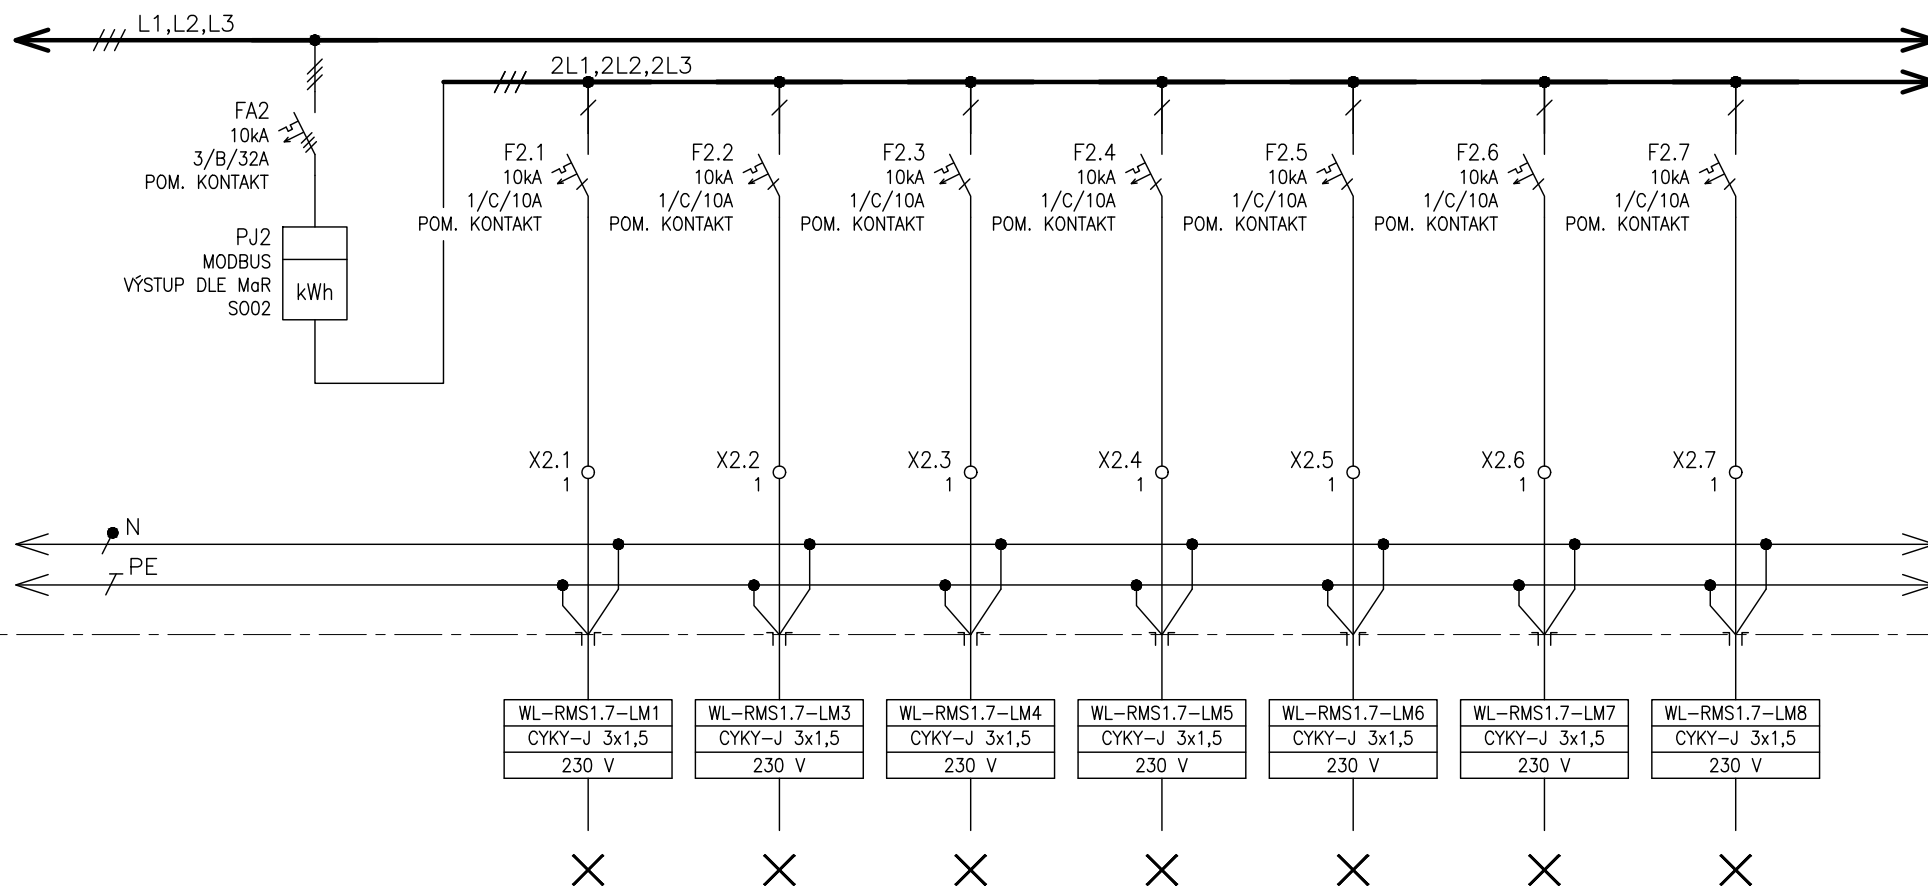 L1,L2,L3
2L1,2L2,2L3
FA2
10kA
3/B/32A
POM. KONTAKT
PJ2
MODBUS
VÝSTUP DLE MaR
S002
kWh
F2.1
10kA
1/C/10A
POM. KONTAKT
F2.2
10kA
1/C/10A
POM. KONTAKT
F2.3
10kA
1/C/10A
POM. KONTAKT
F2.4
10kA
1/C/10A
POM. KONTAKT
F2.5
10kA
1/C/10A
POM. KONTAKT
F2.6
10kA
1/C/10A
POM. KONTAKT
F2.7
10kA
1/C/10A
POM. KONTAKT
X2.1
1
X2.2
1
X2.3
1
X2.4
1
X2.5
1
X2.6
1
X2.7
1
N
PE
WL-RMS1.7-LM1
CYKY-J 3x1,5
230 V
WL-RMS1.7-LM3
CYKY-J 3x1,5
230 V
WL-RMS1.7-LM4
CYKY-J 3x1,5
230 V
WL-RMS1.7-LM5
CYKY-J 3x1,5
230 V
WL-RMS1.7-LM6
CYKY-J 3x1,5
230 V
WL-RMS1.7-LM7
CYKY-J 3x1,5
230 V
WL-RMS1.7-LM8
CYKY-J 3x1,5
230 V